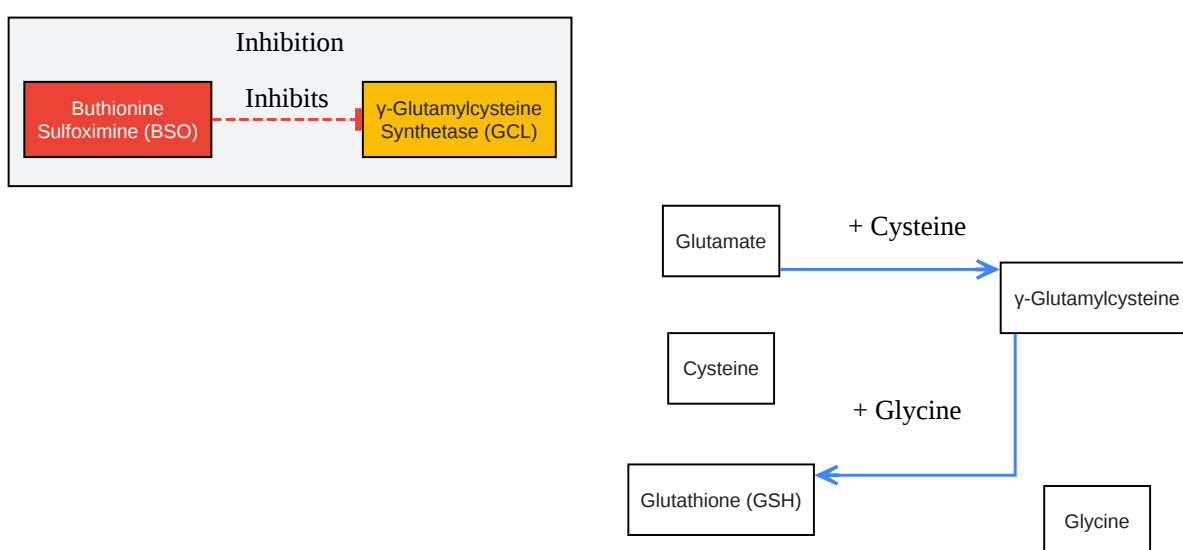 Inhibition
Buthionine
Sulfoximine (BSO)
Inhibits
γ-Glutamylcysteine
Synthetase (GCL)
Glutamate
+ Cysteine
γ-Glutamylcysteine
Cysteine
+ Glycine
Glutathione (GSH)
Glycine